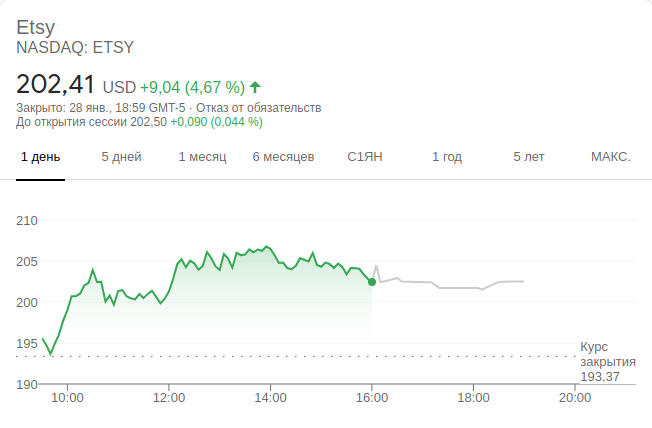 Etsy
NASDAQ: ETSY
202,41 USD +9,04 (4,67 %)
Закрыто: 28 янв., 18:59 GMT-5 · Отказ от обязательств
До открытия сессии 202,50 +0,090 (0,044 %)
1 день 5 дней 1 месяц 6 месяцев С1ЯН 1 год 5 лет МАКС.
210
205
200
195
190
Курс
закрытия
193,37
10:00 12:00 14:00 16:00 18:00 20:00